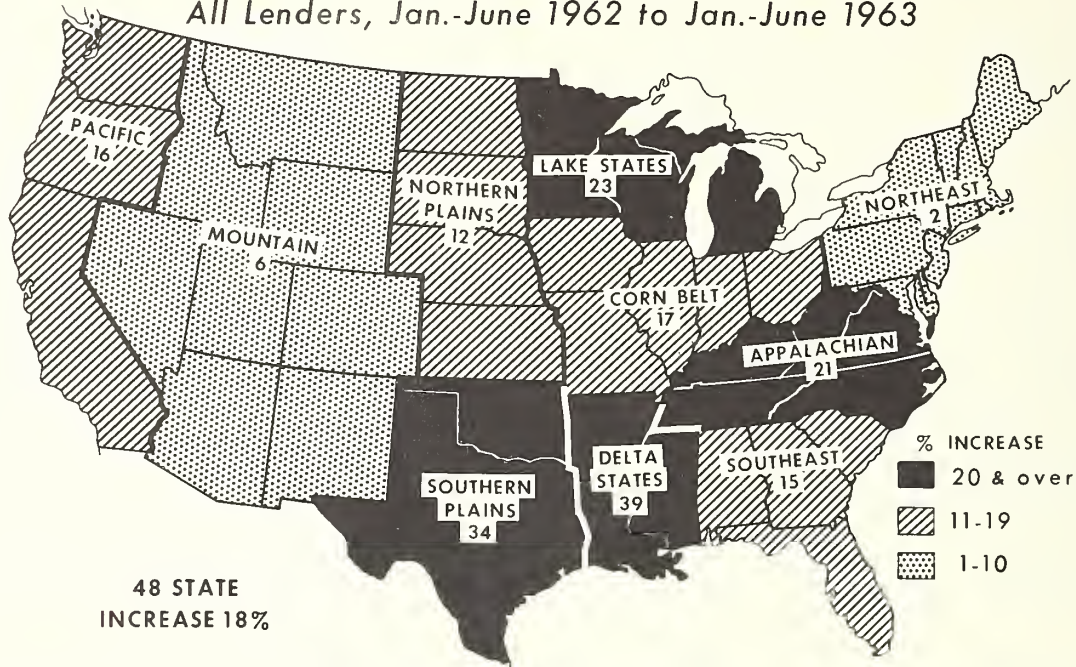 All Lenders, Jan.-June 1962 to Jan.-June 1963
PACIFIC
16
MOUNTAIN
6
NORTHERN
PLAINS
12
LAKE STATES
23
NORTHEAST
2
CORN BELT
17
APPALACHIAN
21
SOUTHERN
PLAINS
34
DELTA
STATES
39
SOUTHEAST
15
% INCREASE
20 & over
11-19
1-10
48 STATE
INCREASE 18%